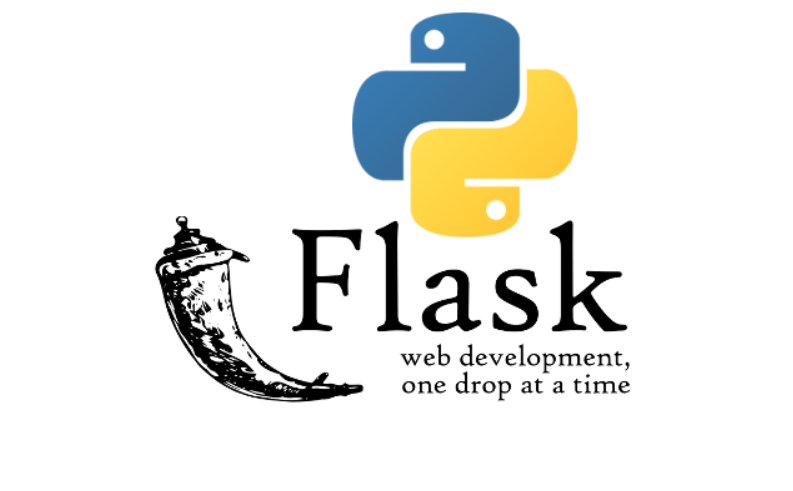 Flask
web development,
one drop at a time